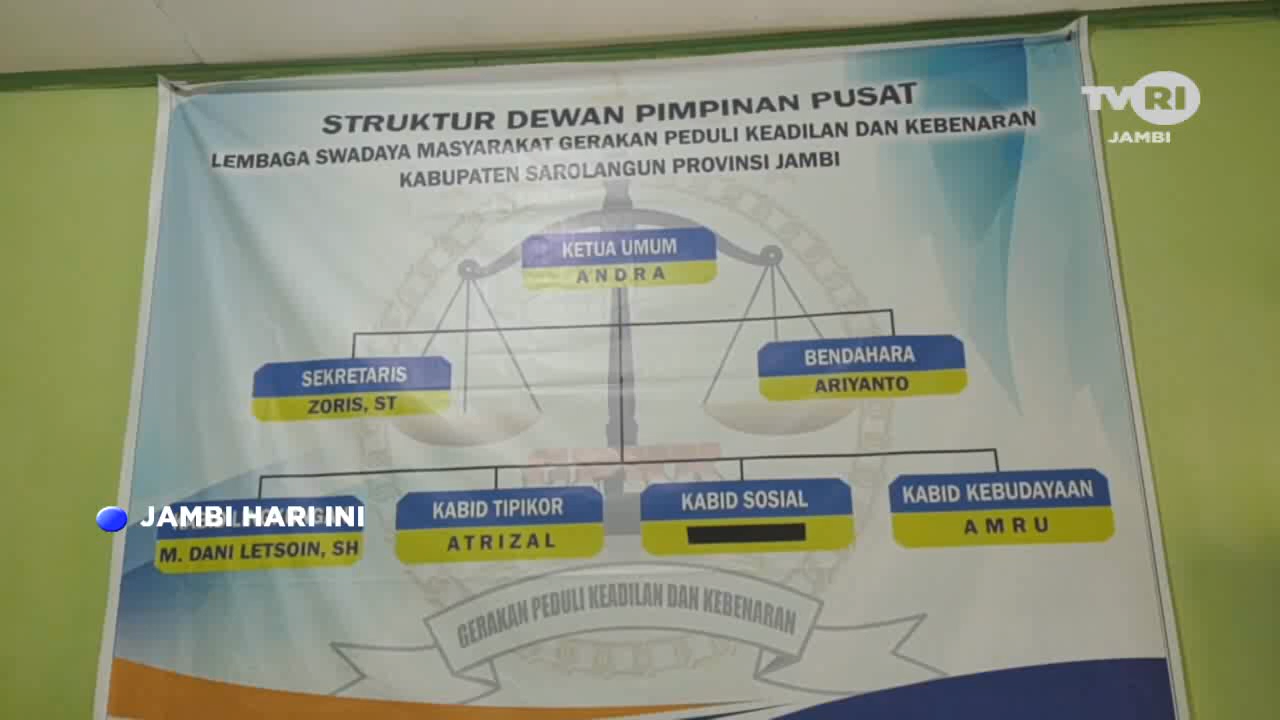 STRUKTUR DEWAN PIMPINAN PUSAT
LEMBAGA SWADAYA MASYARAKAT GERAKAN PEDULI KEADILAN DAN KEBENARAN
KABUPATEN SAROLANGUN PROVINSI JAMBI
TVRI
JAMBI
KETUA UMUM
ANDRA
SEKRETARIS
ZORIS, ST
BENDAHARA
ARIYANTO
JAMBI HARI INI
M. DANI LETSOIN, SH
KABID TIPIKOR
ATRIZAL
KABID SOSIAL
KABID KEBUDAYAAN
AMRU
GERAKAN PEDULI KEADILAN DAN KEBENARAN